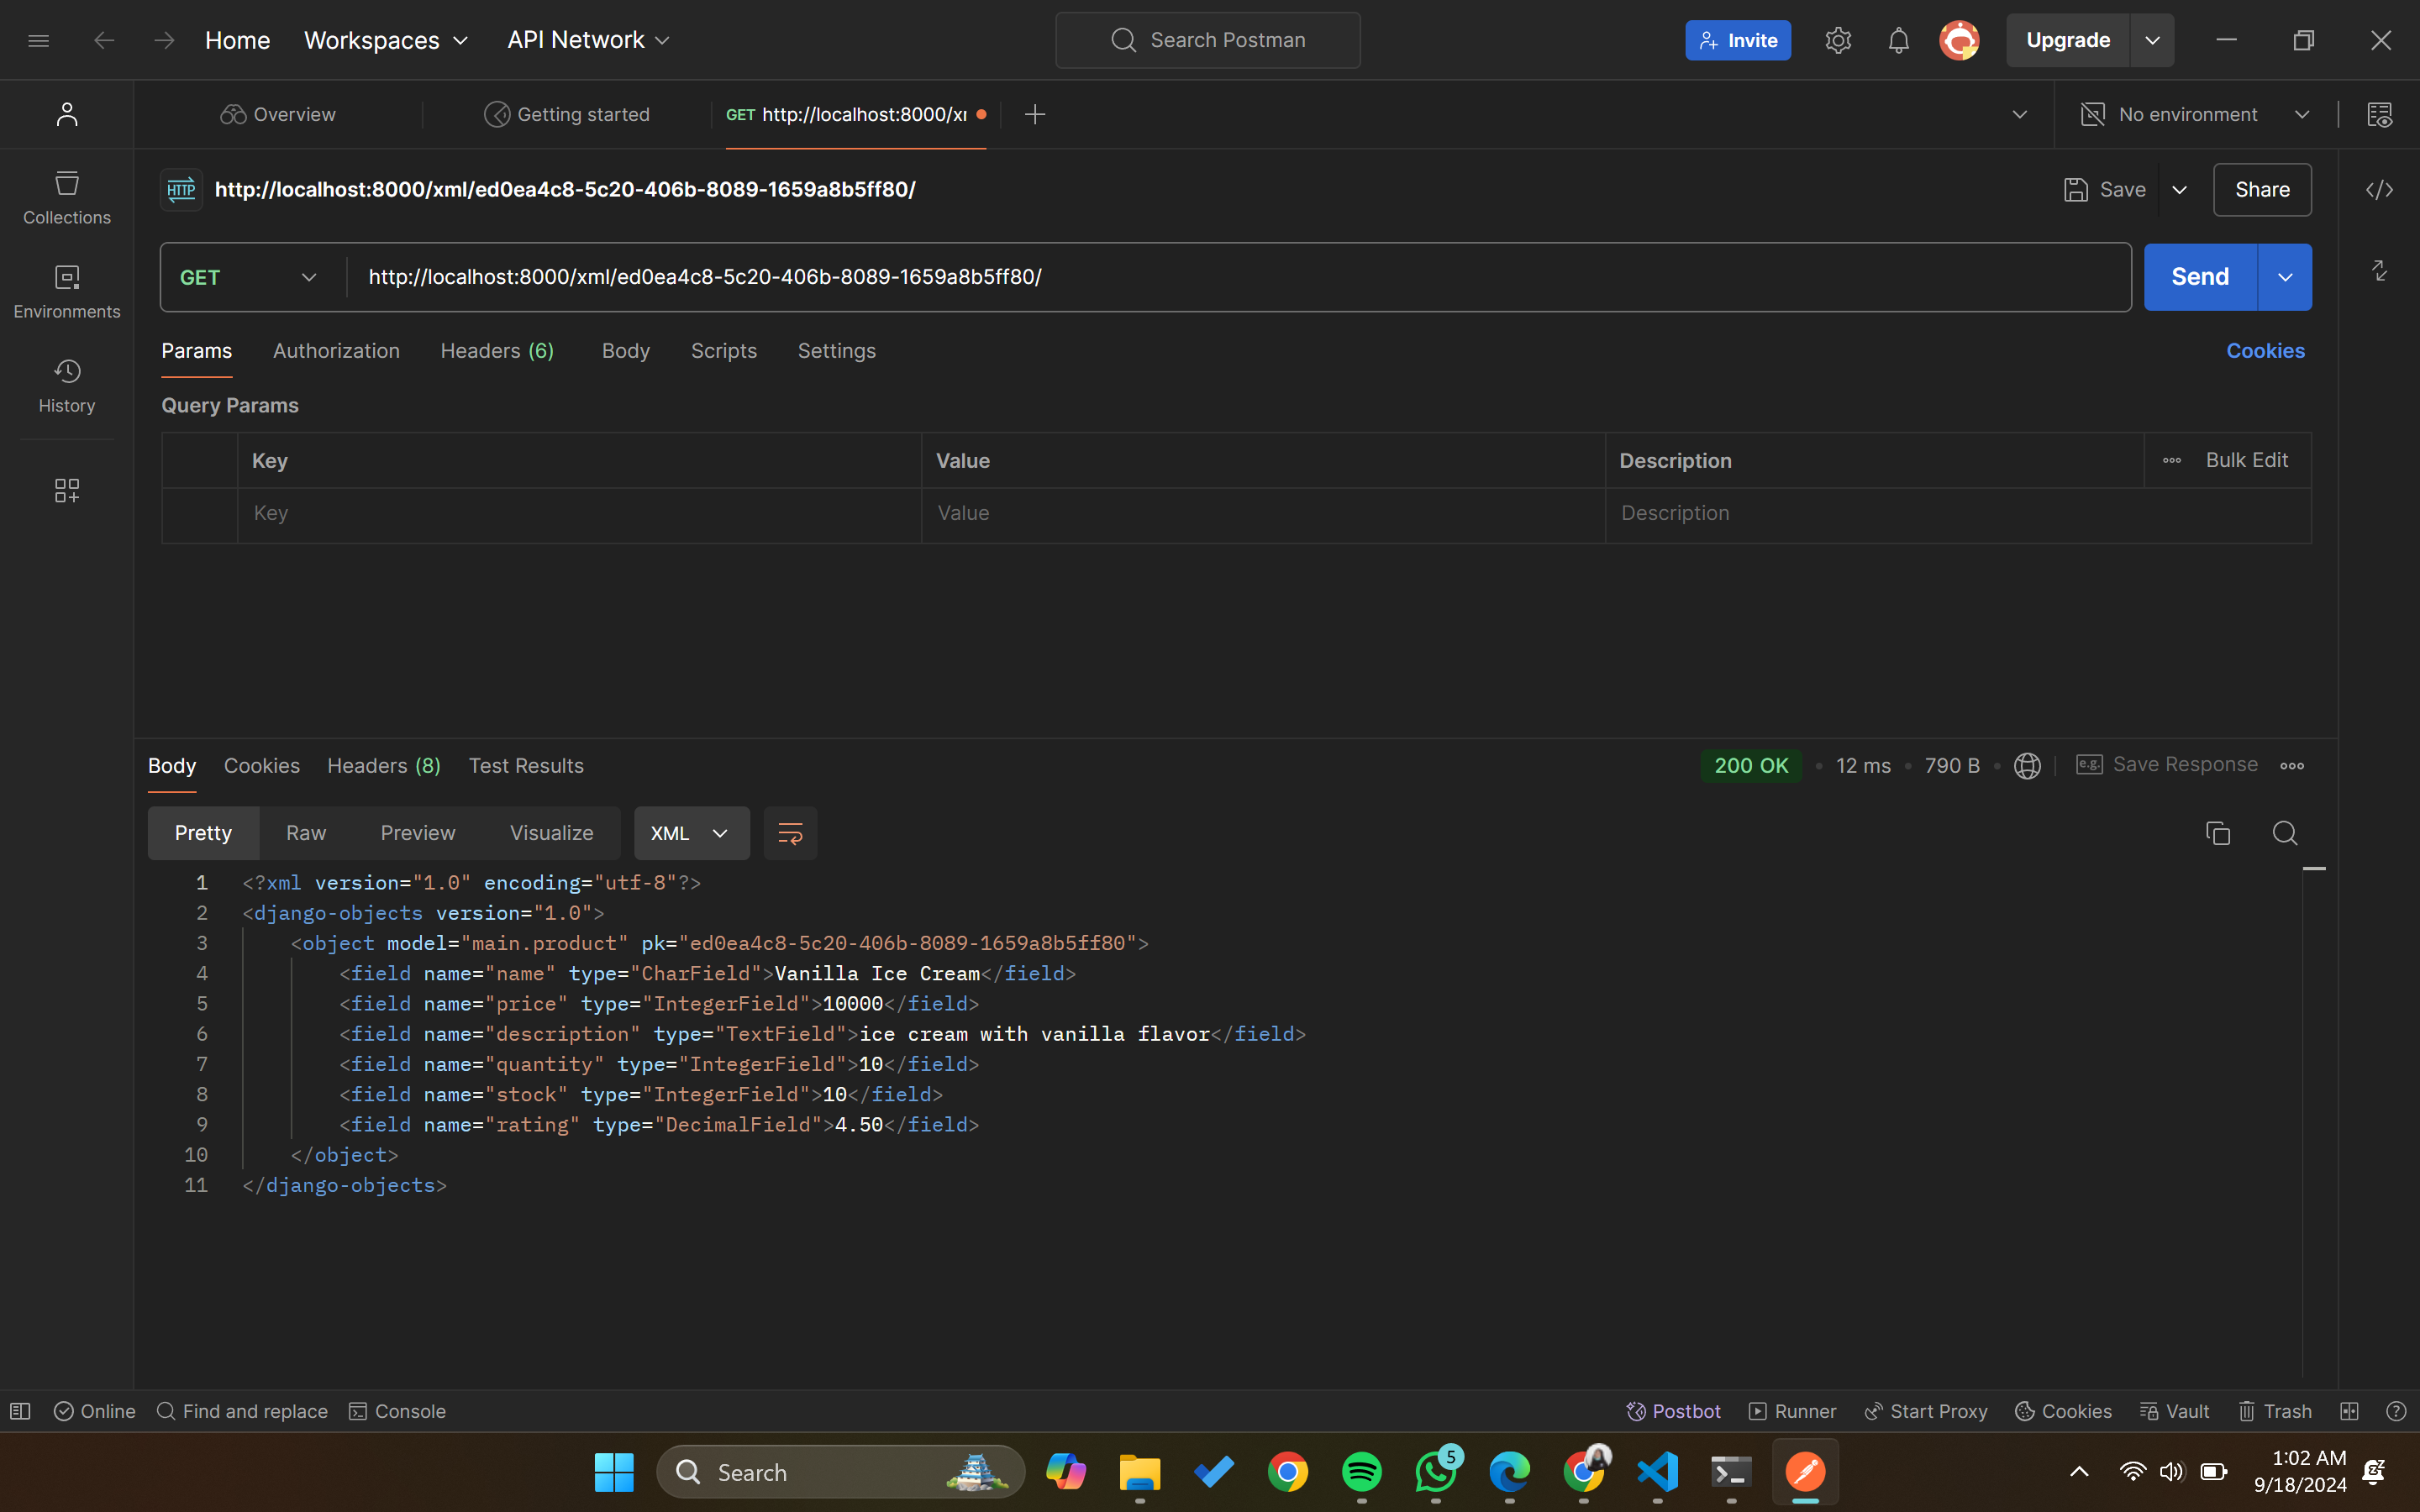 Home Workspaces API Network Search Postman Invite Upgrade
Overview Getting started GET http://localhost:8000/x No environment
HTTP http://localhost:8000/xml/ed0ea4c8-5c20-406b-8089-1659a8b5ff80/ Save Share
Collections
GET http://localhost:8000/xml/ed0ea4c8-5c20-406b-8089-1659a8b5ff80/ Send
Environments
Params Authorization Headers (6) Body Scripts Settings Cookies
History
Query Params
Key Value Description Bulk Edit
Key Value Description
Body Cookies Headers (8) Test Results 200 OK • 12 ms • 790 B • e.g. Save Response
Pretty Raw Preview Visualize XML
1 <?xml version="1.0" encoding="utf-8"?>
2 <django-objects version="1.0">
3 <object model="main.product" pk="ed0ea4c8-5c20-406b-8089-1659a8b5ff80">
4 <field name="name" type="CharField">Vanilla Ice Cream</field>
5 <field name="price" type="IntegerField">10000</field>
6 <field name="description" type="TextField">ice cream with vanilla flavor</field>
7 <field name="quantity" type="IntegerField">10</field>
8 <field name="stock" type="IntegerField">10</field>
9 <field name="rating" type="DecimalField">4.50</field>
10 </object>
11 </django-objects>
Online Find and replace Console Postbot Runner Start Proxy Cookies Vault Trash
Search 5 1:02 AM
9/18/2024